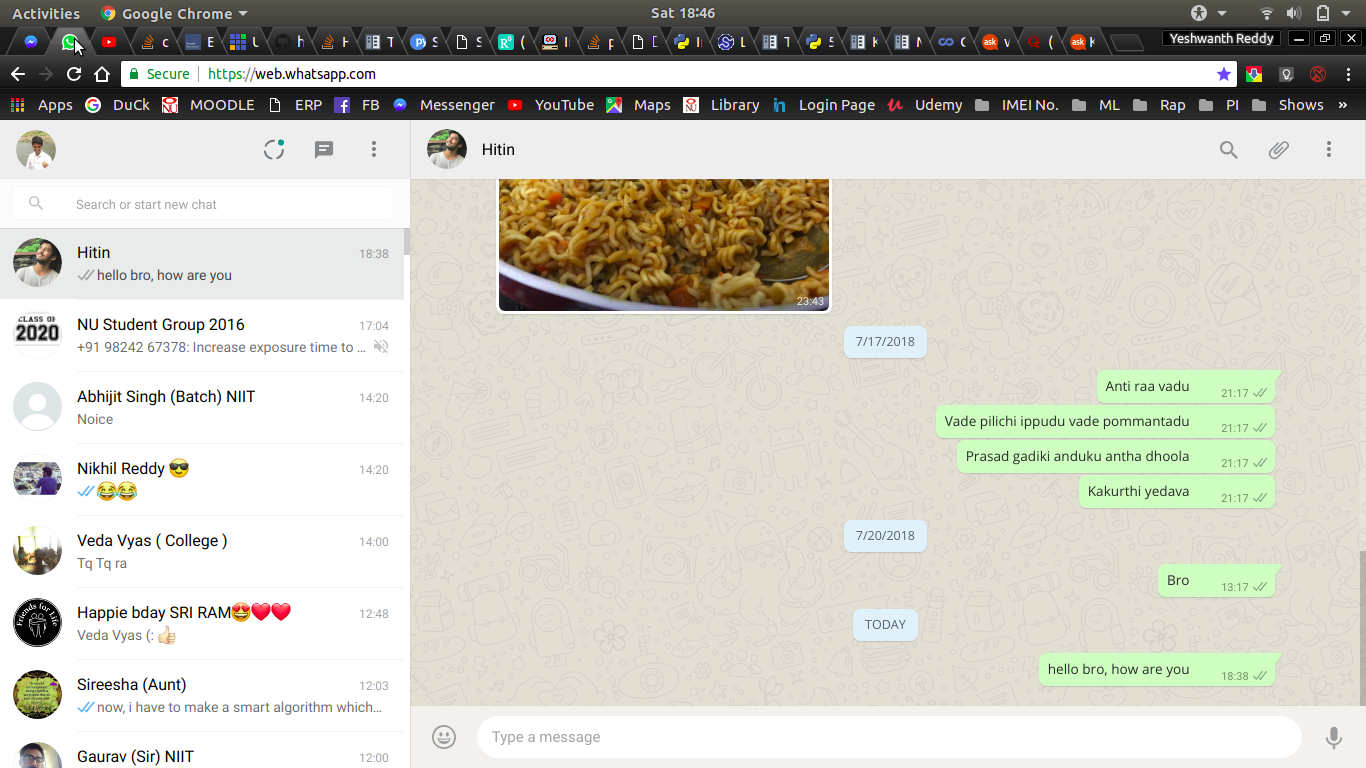 Activities
Google Chrome
Sat 18:46
Yeshwanth Reddy
Secure
https://web.whatsapp.com
Apps
DuCk
MOODLE
ERP
FB
Messenger
YouTube
Maps
Library
Login Page
Udemy
IMEI No.
ML
Rap
PI
Shows
»
Hitin
Search or start new chat
Hitin 18:38
hello bro, how are you
CLASS OF
2020
NU Student Group 2016 17:04
+91 98242 67378: Increase exposure time to ...
Abhijit Singh (Batch) NIIT 14:20
Noice
Nikhil Reddy 😎 14:20
😂😂
Veda Vyas ( College ) 14:00
Tq Tq ra
Friends for Life
Happie bday SRI RAM😍❤️❤️ 12:48
Veda Vyas (: 👍🏻
Sireesha (Aunt) 12:03
now, i have to make a smart algorithm which...
Gaurav (Sir) NIIT 12:00
23:43
7/17/2018
Anti raa vadu 21:17
Vade pilichi ippudu vade pommantadu 21:17
Prasad gadiki anduku antha dhoola 21:17
Kakurthi yedava 21:17
7/20/2018
Bro 13:17
TODAY
hello bro, how are you 18:38
Type a message